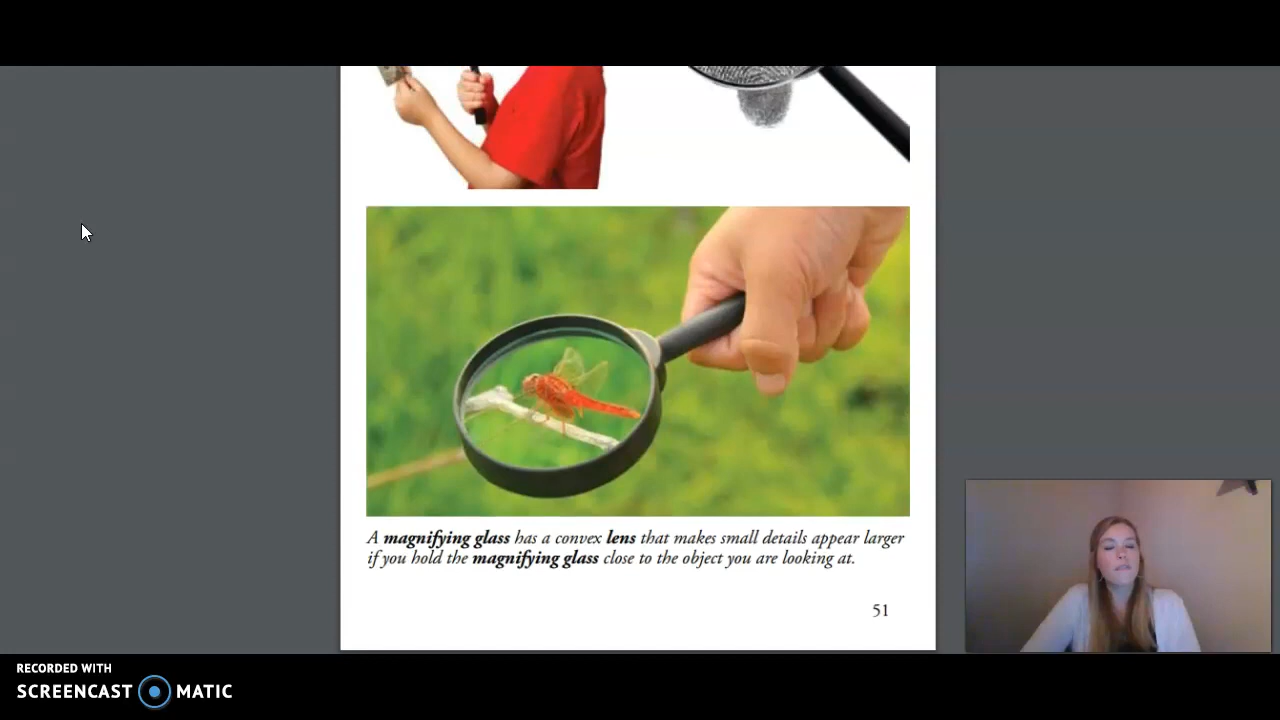 A magnifying glass has a convex lens that makes small details appear larger
if you hold the magnifying glass close to the object you are looking at.
51
RECORDED WITH
SCREENCAST MATIC